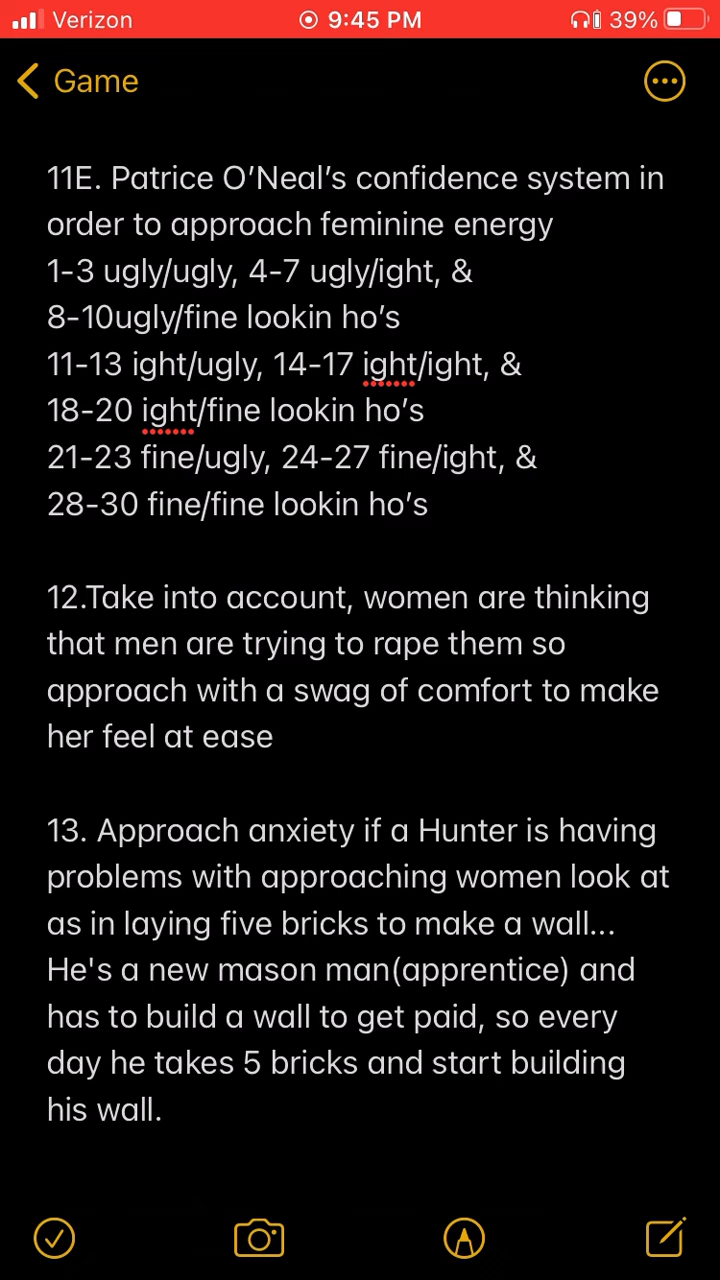 Verizon 9:45 PM 39%
Game
11E. Patrice O’Neal’s confidence system in
order to approach feminine energy
1-3 ugly/ugly, 4-7 ugly/ight, &
8-10ugly/fine lookin ho’s
11-13 ight/ugly, 14-17 ight/ight, &
18-20 ight/fine lookin ho’s
21-23 fine/ugly, 24-27 fine/ight, &
28-30 fine/fine lookin ho’s
12.Take into account, women are thinking
that men are trying to rape them so
approach with a swag of comfort to make
her feel at ease
13. Approach anxiety if a Hunter is having
problems with approaching women look at
as in laying five bricks to make a wall...
He's a new mason man(apprentice) and
has to build a wall to get paid, so every
day he takes 5 bricks and start building
his wall.